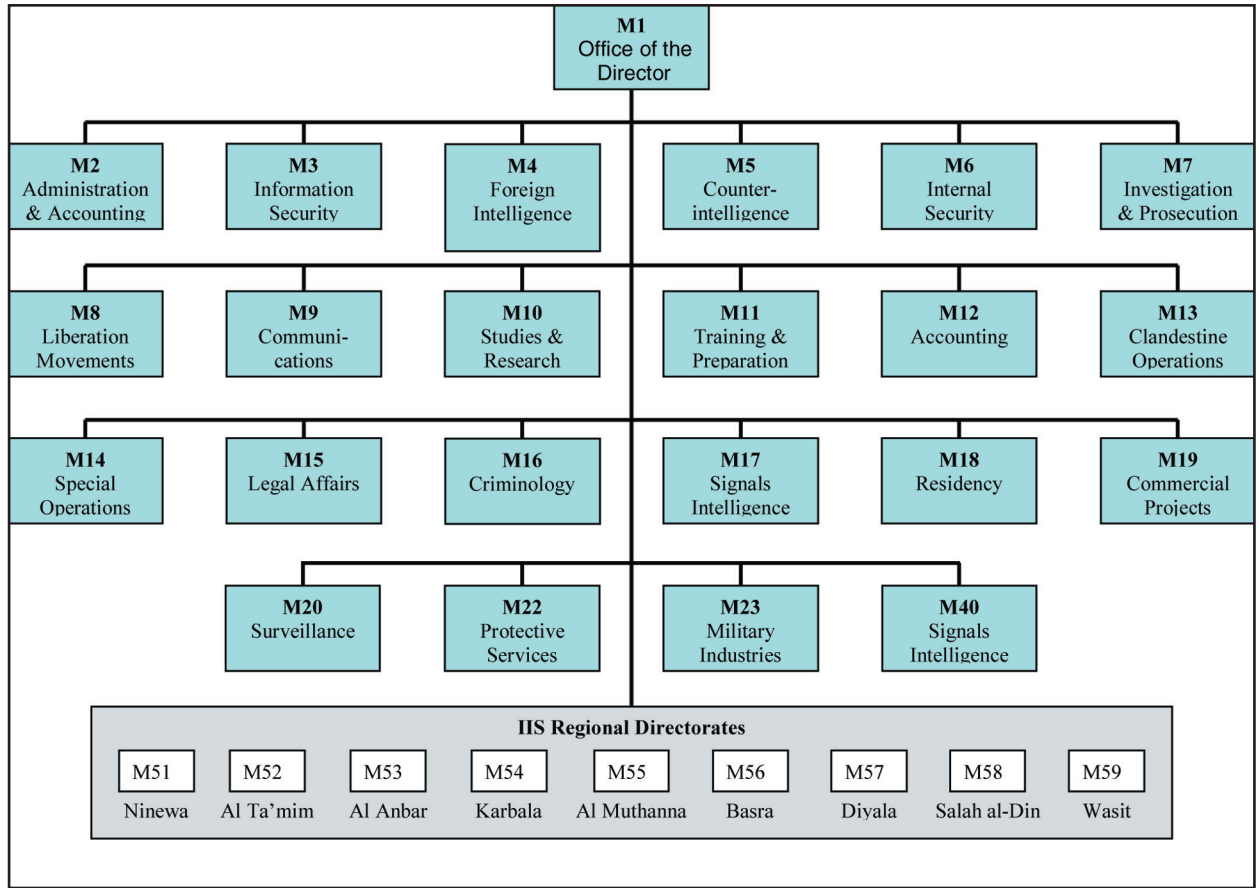 M1
Office of the
Director
M2
Administration
& Accounting
M3
Information
Security
M4
Foreign
Intelligence
M5
Counter-
intelligence
M6
Internal
Security
M7
Investigation
& Prosecution
M8
Liberation
Movements
M9
Communi-
cations
M10
Studies &
Research
M11
Training &
Preparation
M12
Accounting
M13
Clandestine
Operations
M14
Special
Operations
M15
Legal Affairs
M16
Criminology
M17
Signals
Intelligence
M18
Residency
M19
Commercial
Projects
M20
Surveillance
M22
Protective
Services
M23
Military
Industries
M40
Signals
Intelligence
IIS Regional Directorates
M51
Ninewa
M52
Al Ta’mim
M53
Al Anbar
M54
Karbala
M55
Al Muthanna
M56
Basra
M57
Diyala
M58
Salah al-Din
M59
Wasit